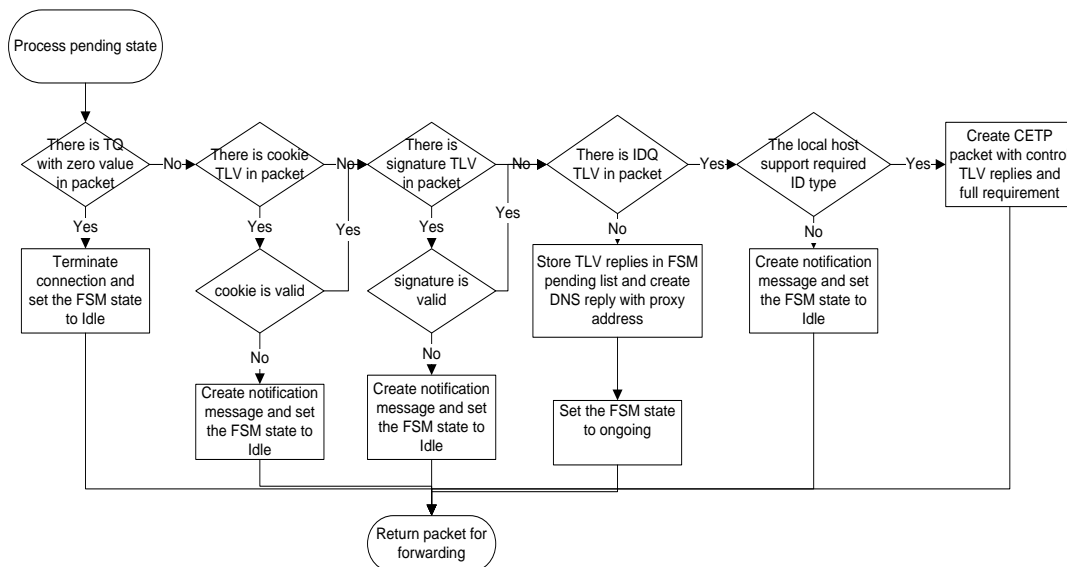 Process pending state
There is TQ
with zero value
in packet
No
There is cookie
TLV in packet
No
There is
signature TLV
in packet
No
There is IDQ
TLV in packet
Yes
The local host
support required
ID type
Yes
Create CETP
packet with control
TLV replies and
full requirement
Yes
Yes
Yes
Yes
Yes
No
No
Terminate
connection and
set the FSM state
to Idle
cookie is valid
signature is
valid
Store TLV replies in FSM
pending list and create
DNS reply with proxy
address
Create notification
message and set
the FSM state to
Idle
No
No
Create notification
message and set
the FSM state to
Idle
Create notification
message and set
the FSM state to
Idle
Set the FSM state
to ongoing
Return packet for
forwarding